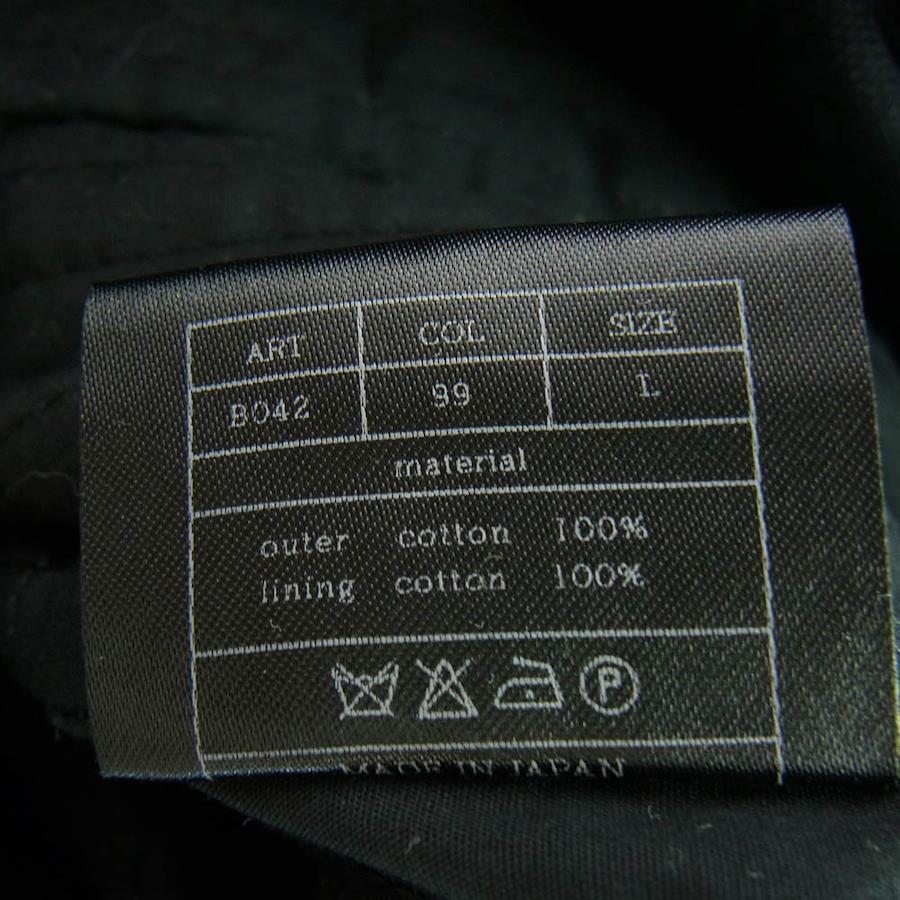 ART COL SIZE
B042 99 L
material
outer cotton 100%
lining cotton 100%
P
MADE IN JAPAN